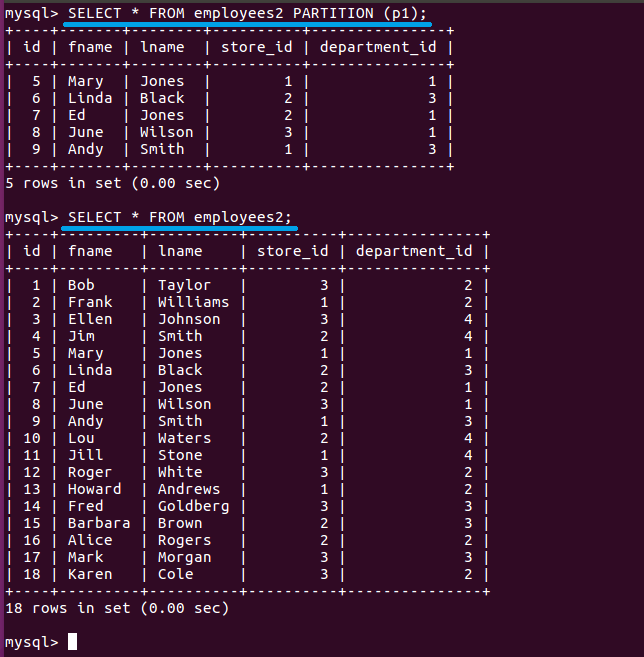 mysql> SELECT * FROM employees2 PARTITION (p1);
+----+-------+--------+----------+---------------+
| id | fname | lname  | store_id | department_id |
+----+-------+--------+----------+---------------+
|  5 | Mary  | Jones  |        1 |             1 |
|  6 | Linda | Black  |        2 |             3 |
|  7 | Ed    | Jones  |        2 |             1 |
|  8 | June  | Wilson |        3 |             1 |
|  9 | Andy  | Smith  |        1 |             3 |
+----+-------+--------+----------+---------------+
5 rows in set (0.00 sec)
mysql> SELECT * FROM employees2;
+----+---------+----------+----------+---------------+
| id | fname   | lname    | store_id | department_id |
+----+---------+----------+----------+---------------+
|  1 | Bob     | Taylor   |        3 |             2 |
|  2 | Frank   | Williams |        1 |             2 |
|  3 | Ellen   | Johnson  |        3 |             4 |
|  4 | Jim     | Smith    |        2 |             4 |
|  5 | Mary    | Jones    |        1 |             1 |
|  6 | Linda   | Black    |        2 |             3 |
|  7 | Ed      | Jones    |        2 |             1 |
|  8 | June    | Wilson   |        3 |             1 |
|  9 | Andy    | Smith    |        1 |             3 |
| 10 | Lou     | Waters   |        2 |             4 |
| 11 | Jill    | Stone    |        1 |             4 |
| 12 | Roger   | White    |        3 |             2 |
| 13 | Howard  | Andrews  |        1 |             2 |
| 14 | Fred    | Goldberg |        3 |             3 |
| 15 | Barbara | Brown    |        2 |             3 |
| 16 | Alice   | Rogers   |        2 |             2 |
| 17 | Mark    | Morgan   |        3 |             3 |
| 18 | Karen   | Cole     |        3 |             2 |
+----+---------+----------+----------+---------------+
18 rows in set (0.00 sec)
mysql>